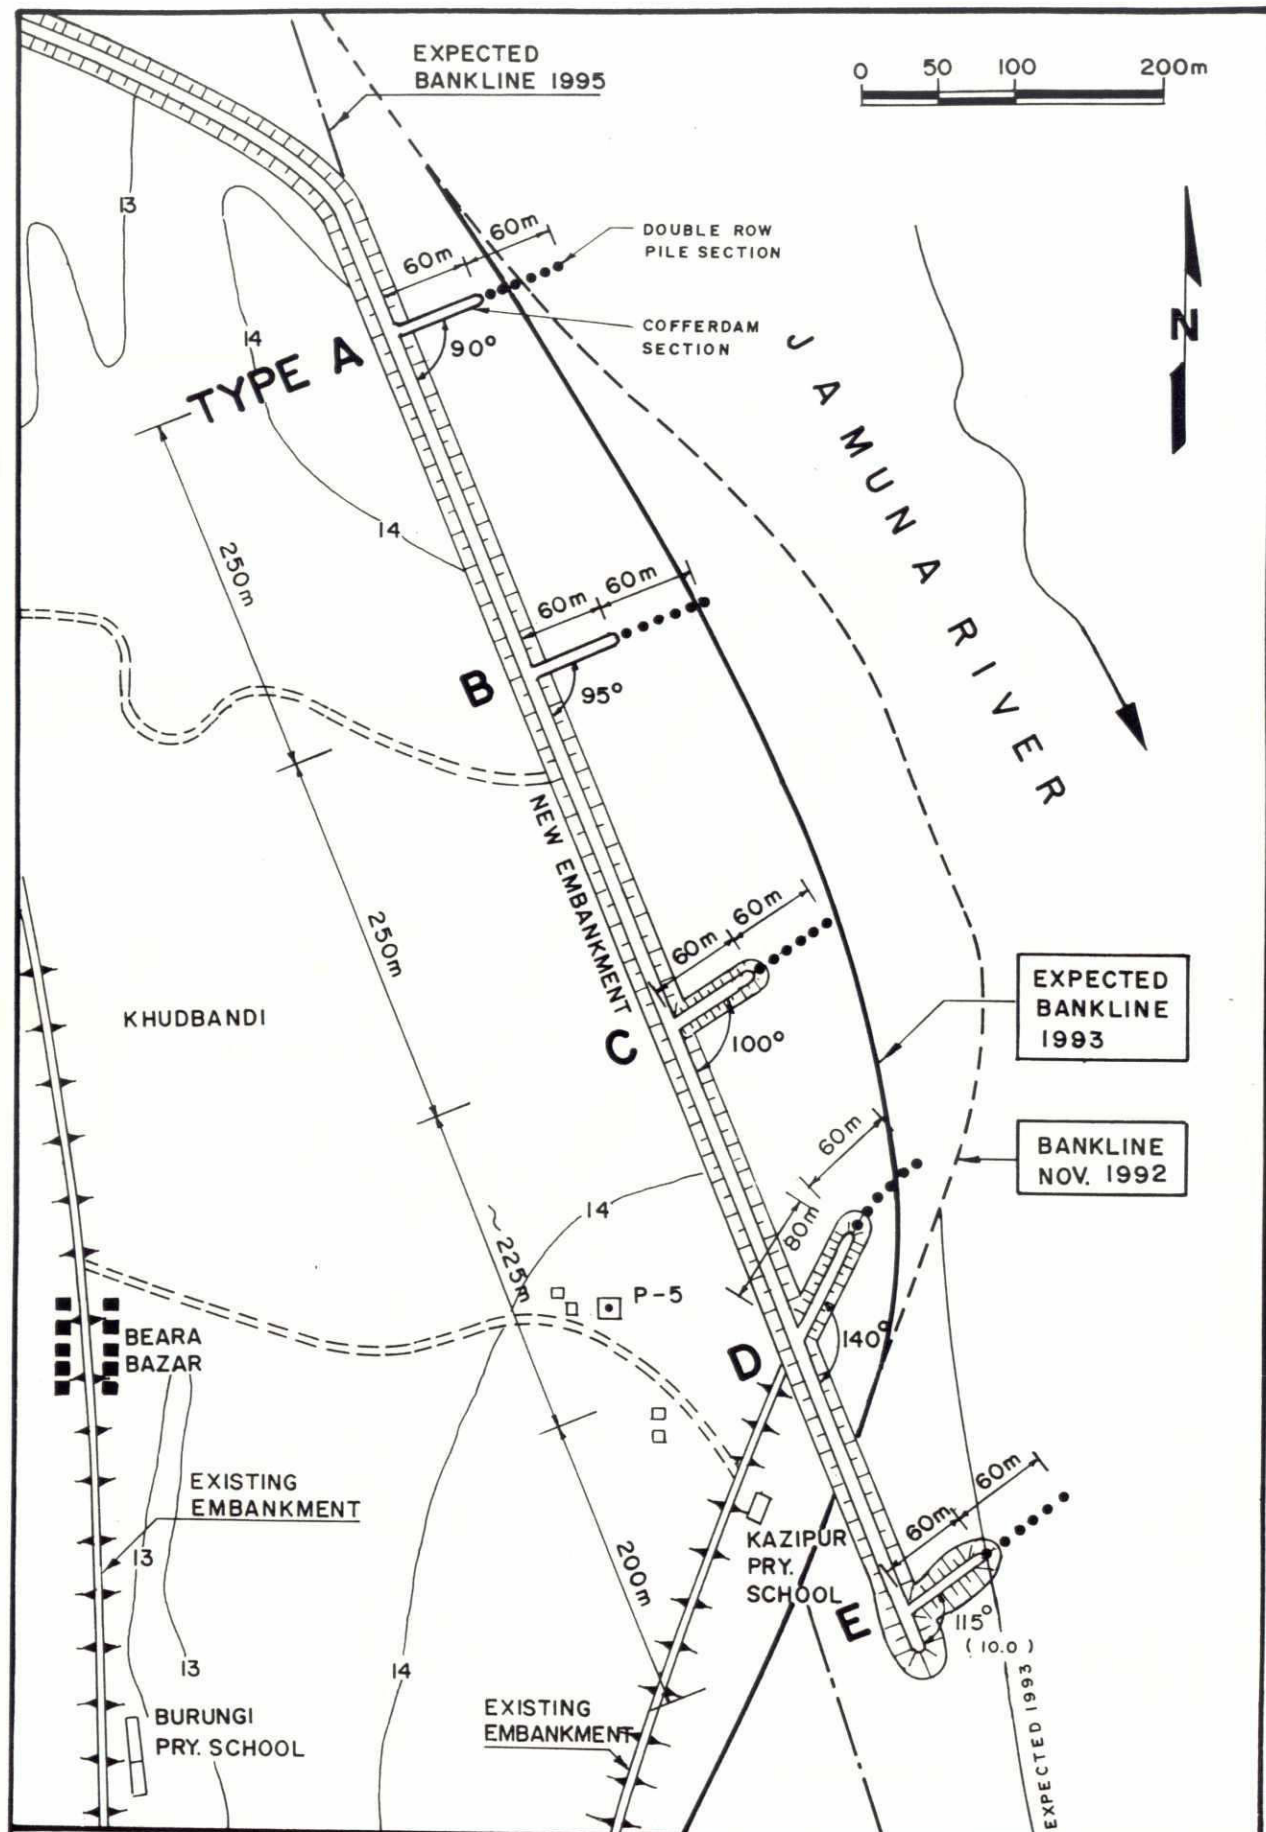 EXPECTED
BANKLINE 1995
0 50 100 200m
13
60m
60m
DOUBLE ROW
PILE SECTION
COFFERDAM
SECTION
90°
14
TYPE A
N
JAMUNA RIVER
250m
14
60m
60m
95°
B
NEW EMBANKMENT
250m
60m
60m
100°
C
KHUDBANDI
EXPECTED
BANKLINE
1993
BANKLINE
NOV. 1992
60m
80m
14
~225m
P-5
140°
D
BEARA
BAZAR
EXISTING
EMBANKMENT
13
60m
60m
KAZIPUR
PRY.
SCHOOL
200m
E
115°
(10.0)
13
14
BURUNGI
PRY. SCHOOL
EXISTING
EMBANKMENT
EXPECTED 1993